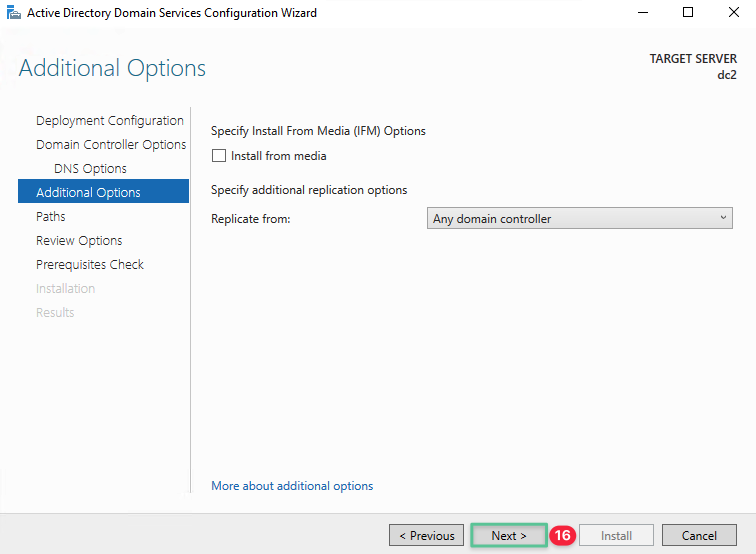 Active Directory Domain Services Configuration Wizard
Additional Options
TARGET SERVER
dc2
Deployment Configuration
Domain Controller Options
DNS Options
Additional Options
Paths
Review Options
Prerequisites Check
Installation
Results
Specify Install From Media (IFM) Options
Install from media
Specify additional replication options
Replicate from:
Any domain controller
More about additional options
< Previous
Next >
16
Install
Cancel